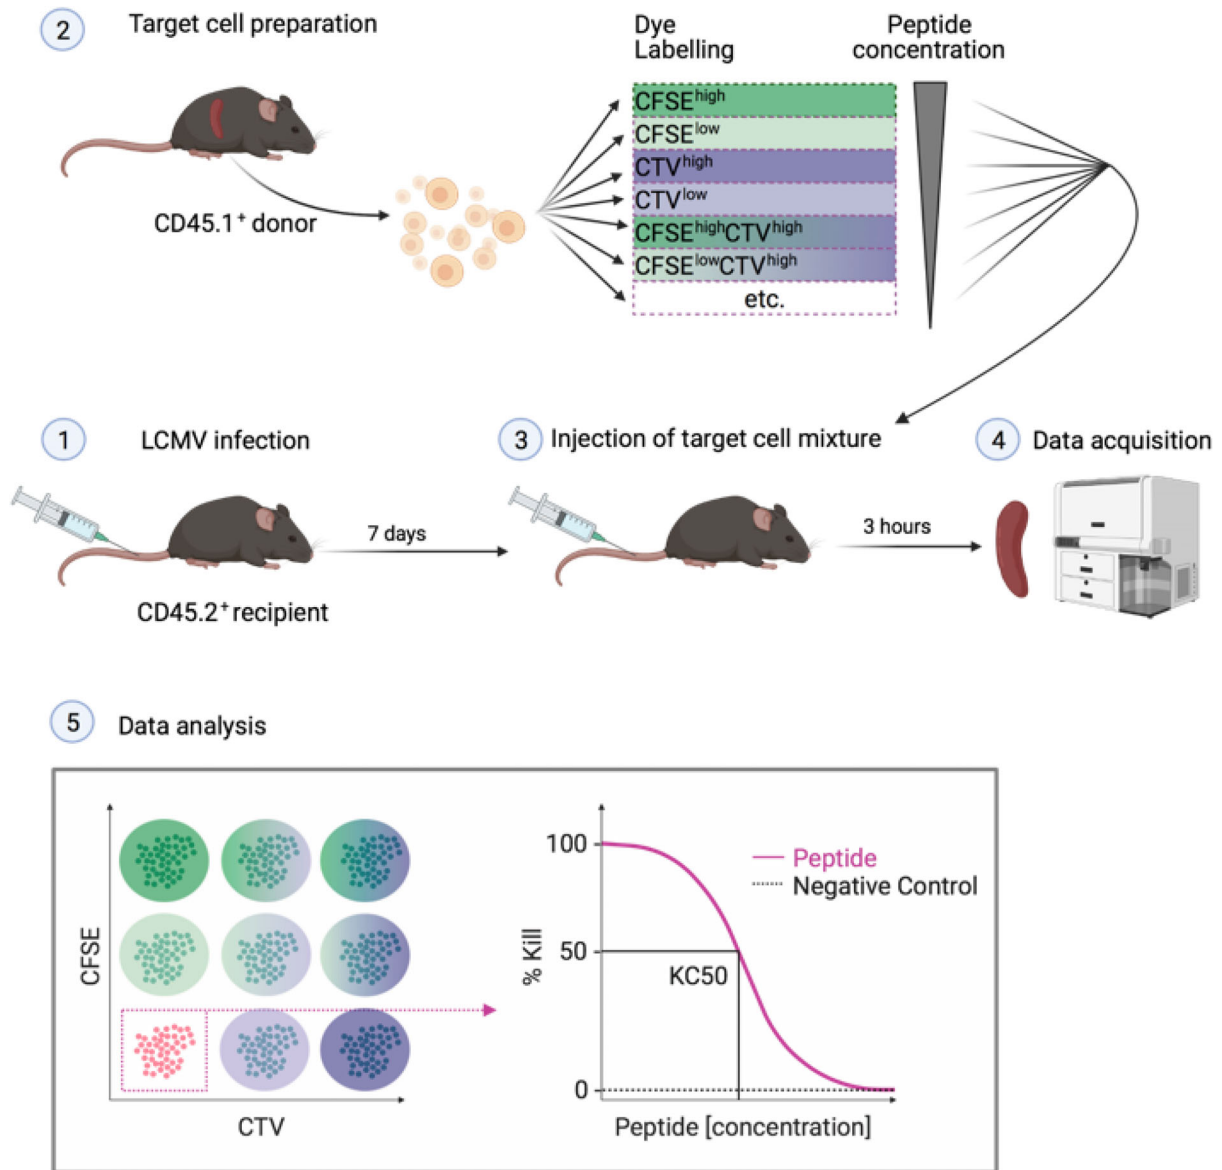 2 Target cell preparation
Dye
Labelling
Peptide
concentration
CFSEhigh
CFSElow
CTVhigh
CTVlow
CFSEhighCTVhigh
CFSElowCTVhigh
etc.
CD45.1+ donor
1 LCMV infection
3 Injection of target cell mixture
4 Data acquisition
7 days
3 hours
CD45.2+ recipient
5 Data analysis
CFSE
CTV
% Kill
100
50
0
KC50
Peptide
Negative Control
Peptide [concentration]